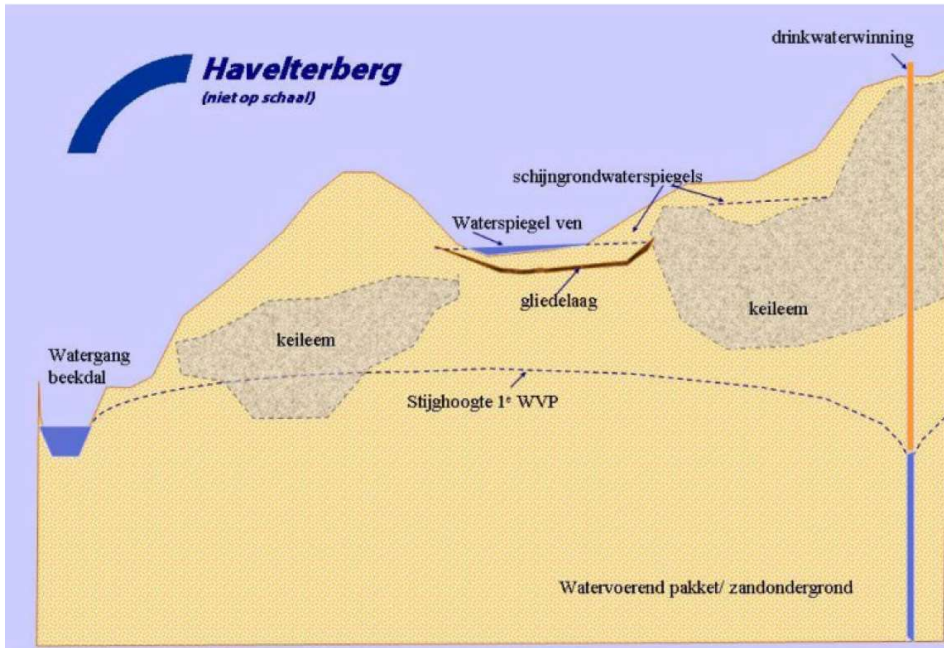 drinkwaterwinning
Havelterberg
(niet op schaal)
schijngrondwaterspiegels
Waterspiegel ven
gliedelaag
keileem
keileem
Watergang
beekdal
Stijghoogte 1e WVP
Watervoerend pakket/ zandondergrond